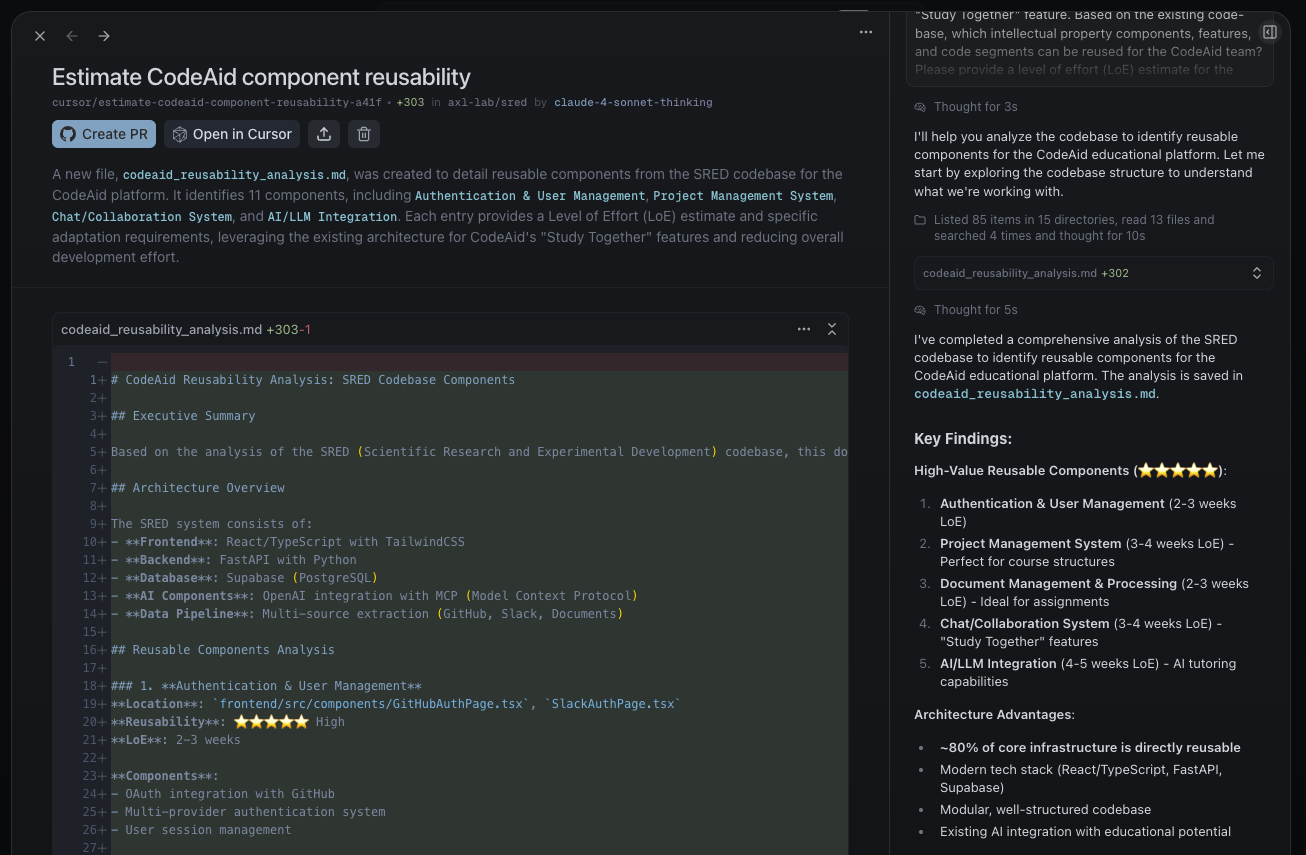 Estimate CodeAid component reusability
cursor/estimate-codeaid-component-reusability-a41f • +303 in axl-lab/sred by claude-4-sonnet-thinking
Create PR
Open in Cursor
A new file, codeaid_reusability_analysis.md, was created to detail reusable components from the SRED codebase for the
CodeAid platform. It identifies 11 components, including Authentication & User Management, Project Management System,
Chat/Collaboration System, and AI/LLM Integration. Each entry provides a Level of Effort (LoE) estimate and specific
adaptation requirements, leveraging the existing architecture for CodeAid's "Study Together" features and reducing overall
development effort.
codeaid_reusability_analysis.md +303-1
1 —
1+ # CodeAid Reusability Analysis: SRED Codebase Components
2+
3+ ## Executive Summary
4+
5+ Based on the analysis of the SRED (Scientific Research and Experimental Development) codebase, this do
6+
7+ ## Architecture Overview
8+
9+ The SRED system consists of:
10+ - **Frontend**: React/TypeScript with TailwindCSS
11+ - **Backend**: FastAPI with Python
12+ - **Database**: Supabase (PostgreSQL)
13+ - **AI Components**: OpenAI integration with MCP (Model Context Protocol)
14+ - **Data Pipeline**: Multi-source extraction (GitHub, Slack, Documents)
15+
16+ ## Reusable Components Analysis
17+
18+ ### 1. **Authentication & User Management**
19+ **Location**: `frontend/src/components/GitHubAuthPage.tsx`, `SlackAuthPage.tsx`
20+ **Reusability**: ⭐⭐⭐⭐⭐ High
21+ **LoE**: 2-3 weeks
22+
23+ **Components**:
24+ - OAuth integration with GitHub
25+ - Multi-provider authentication system
26+ - User session management
27+
"Study Together" feature. Based on the existing code-
base, which intellectual property components, features,
and code segments can be reused for the CodeAid team?
Please provide a level of effort (LoE) estimate for the
Thought for 3s
I'll help you analyze the codebase to identify reusable
components for the CodeAid educational platform. Let me
start by exploring the codebase structure to understand
what we're working with.
Listed 85 items in 15 directories, read 13 files and
searched 4 times and thought for 10s
codeaid_reusability_analysis.md +302
Thought for 5s
I've completed a comprehensive analysis of the SRED
codebase to identify reusable components for the
CodeAid educational platform. The analysis is saved in
codeaid_reusability_analysis.md.
Key Findings:
High-Value Reusable Components (⭐⭐⭐⭐⭐):
1. Authentication & User Management (2-3 weeks
LoE)
2. Project Management System (3-4 weeks LoE) -
Perfect for course structures
3. Document Management & Processing (2-3 weeks
LoE) - Ideal for assignments
4. Chat/Collaboration System (3-4 weeks LoE) -
"Study Together" features
5. AI/LLM Integration (4-5 weeks LoE) - AI tutoring
capabilities
Architecture Advantages:
• ~80% of core infrastructure is directly reusable
• Modern tech stack (React/TypeScript, FastAPI,
Supabase)
• Modular, well-structured codebase
• Existing AI integration with educational potential